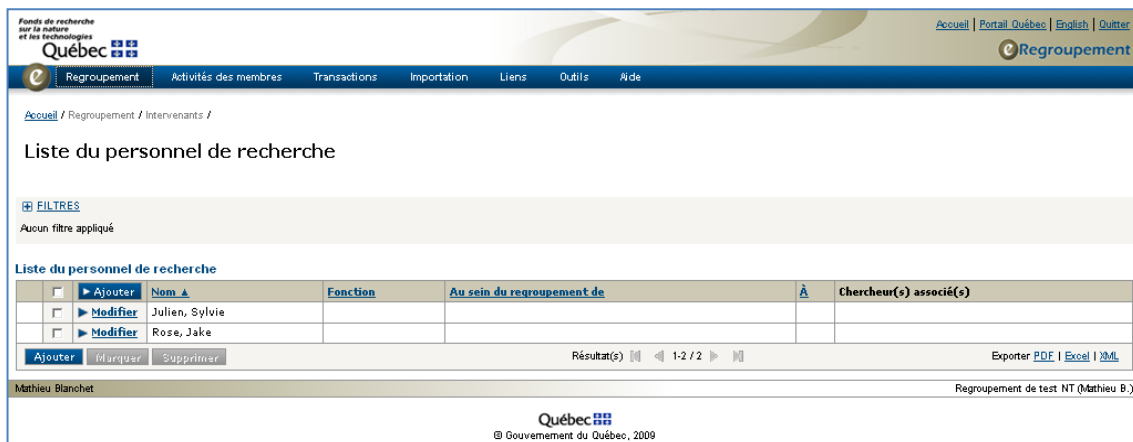 Fonds de recherche
sur la nature
et les technologies
Québec
Accueil | Portail Québec | English | Quitter
eRegroupement
e Regroupement Activités des membres Transactions Importation Liens Outils Aide
Accueil / Regroupement / Intervenants /
Liste du personnel de recherche
FILTRES
Aucun filtre appliqué
Liste du personnel de recherche
Ajouter Nom Fonction Au sein du regroupement de À Chercheur(s) associé(s)
Modifier Julien, Sylvie
Modifier Rose, Jake
Ajouter Marquer Supprimer Résultat(s) 1-2 / 2 Exporter PDF | Excel | XML
Mathieu Blanchet Regroupement de test NT (Mathieu B.)
Québec
© Gouvernement du Québec, 2009